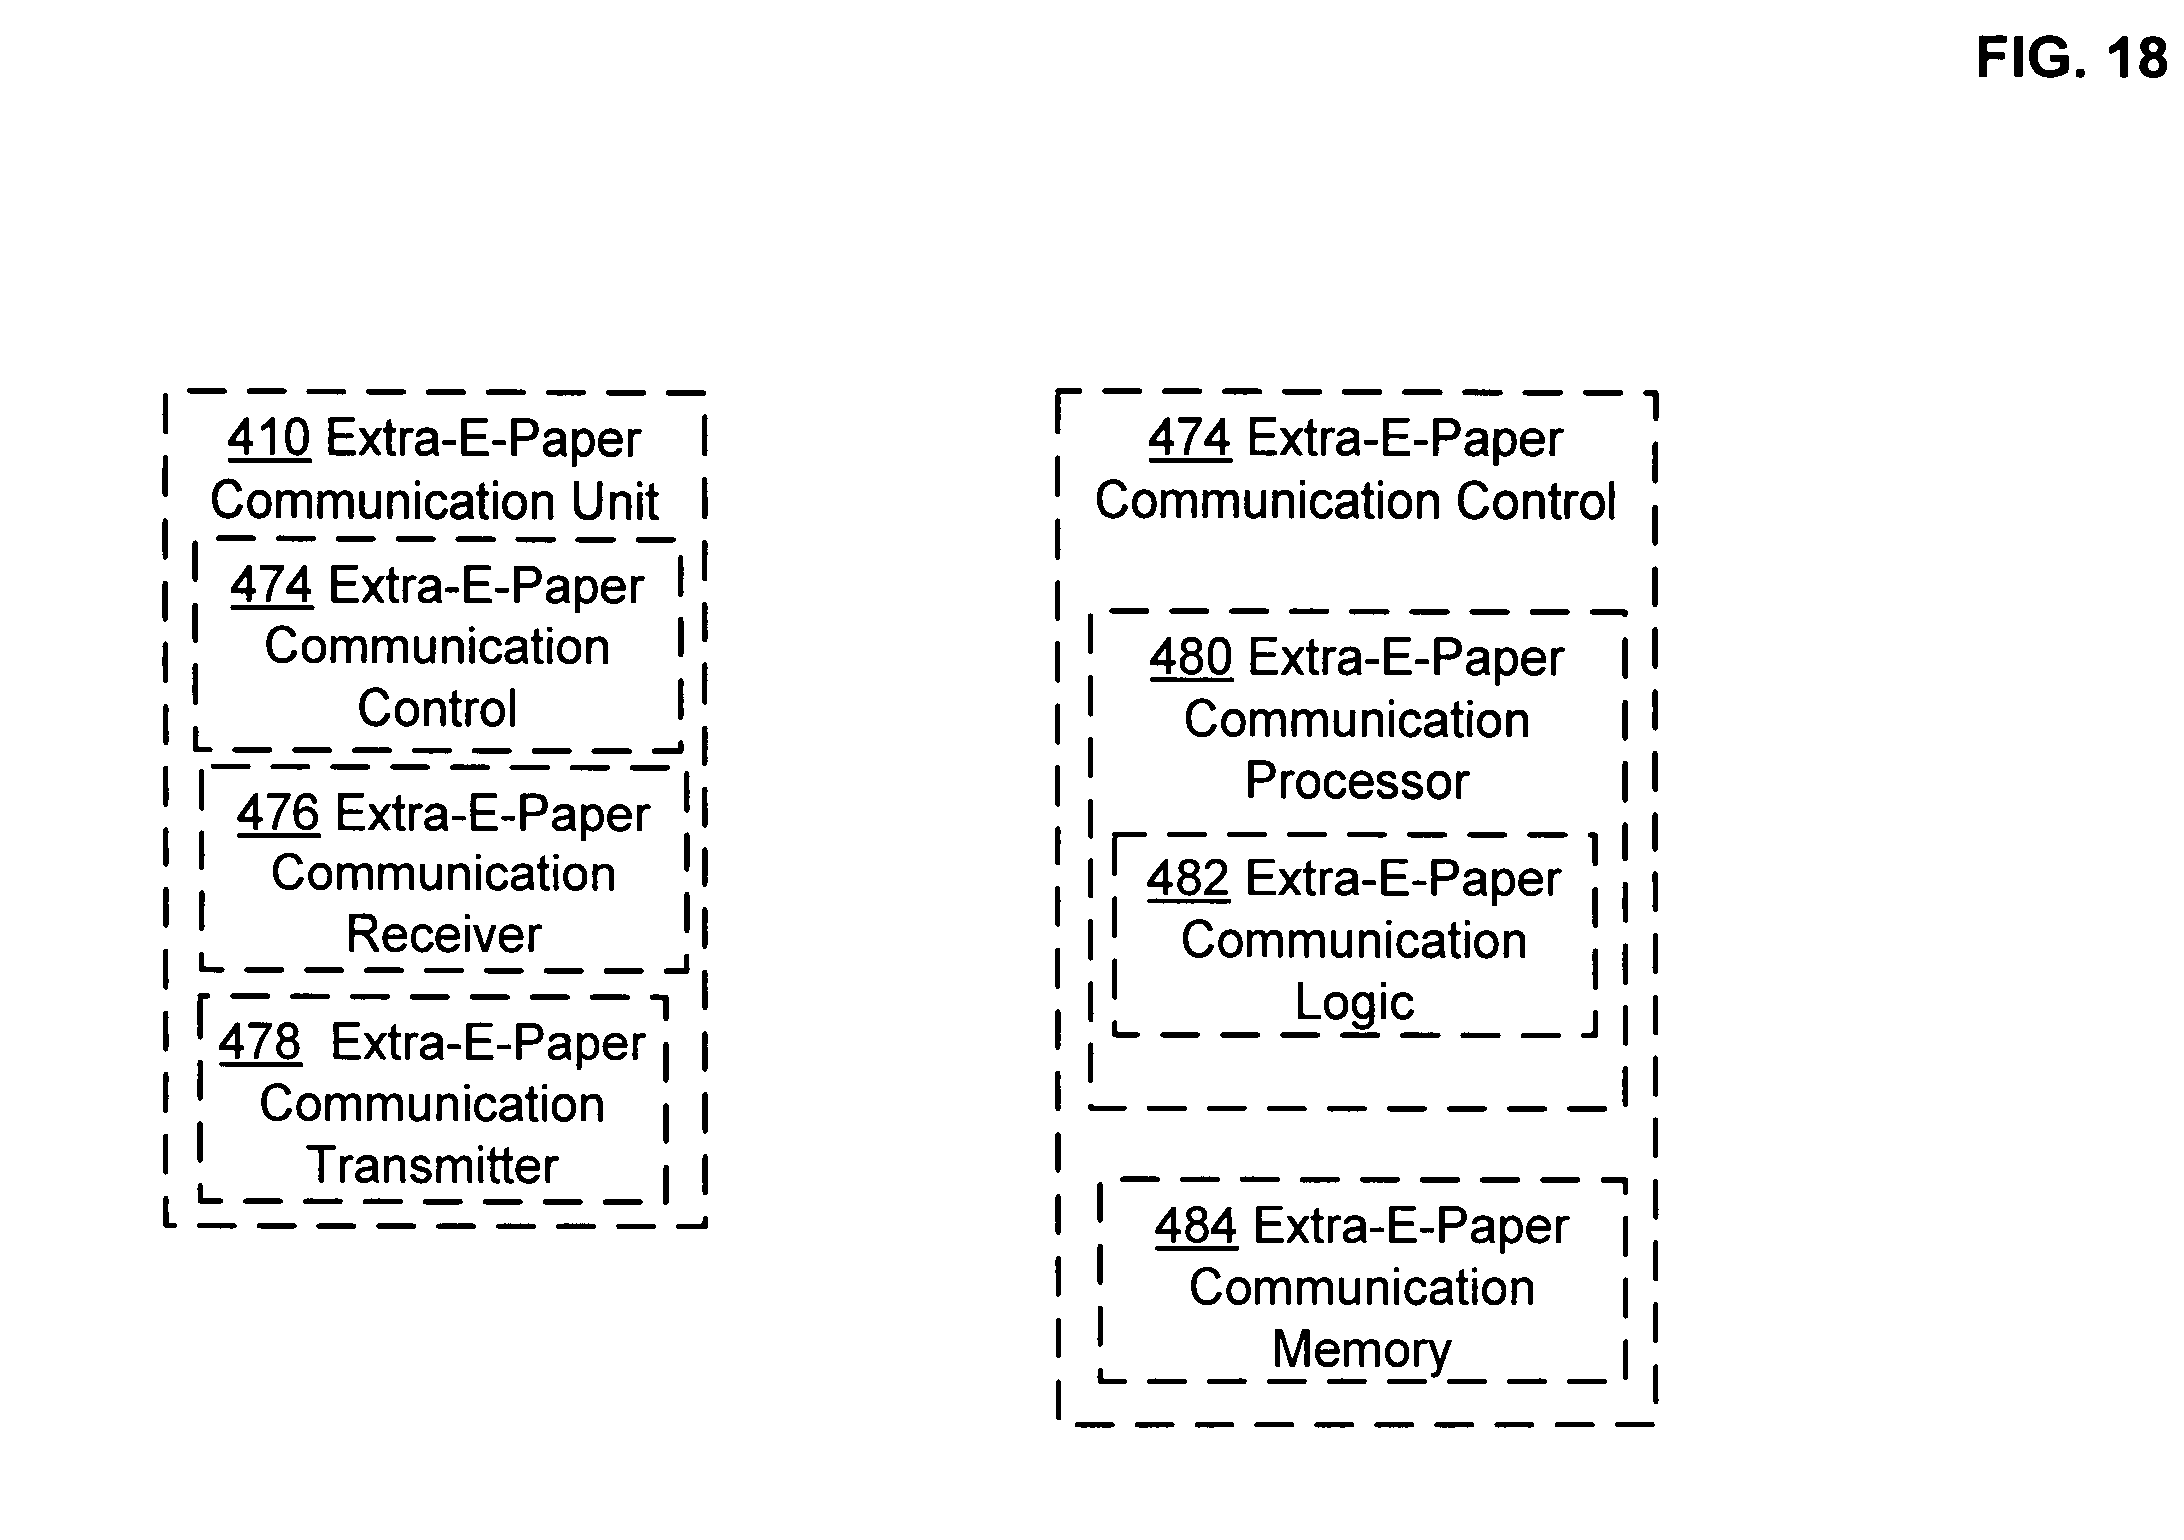 FIG. 18
410 Extra-E-Paper
Communication Unit
474 Extra-E-Paper
Communication
Control
476 Extra-E-Paper
Communication
Receiver
478 Extra-E-Paper
Communication
Transmitter
474 Extra-E-Paper
Communication Control
480 Extra-E-Paper
Communication
Processor
482 Extra-E-Paper
Communication
Logic
484 Extra-E-Paper
Communication
Memory